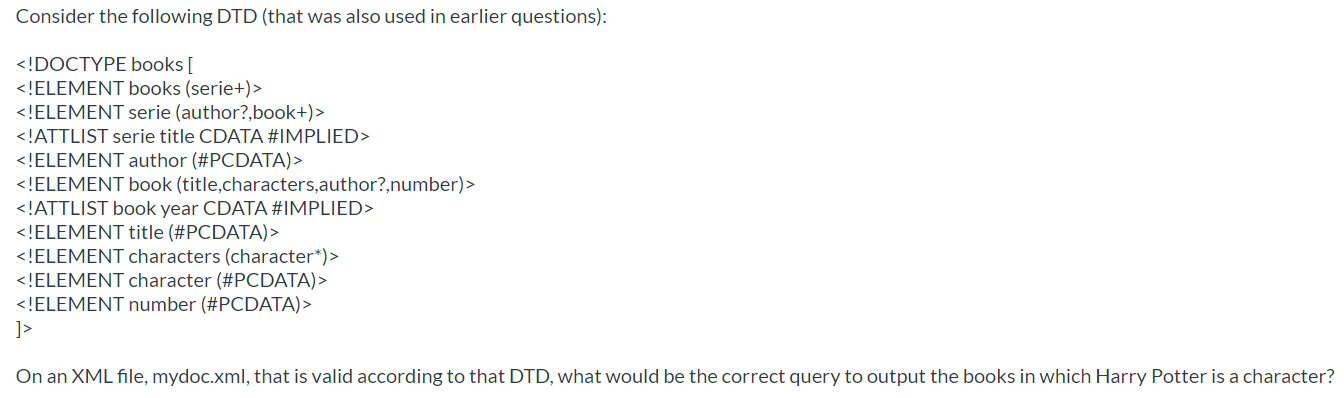 Consider the following DTD (that was also used in earlier questions):
<!DOCTYPE books [
<!ELEMENT books (serie+)>
<!ELEMENT serie (author?,book+)>
<!ATTLIST serie title CDATA #IMPLIED>
<!ELEMENT author (#PCDATA)>
<!ELEMENT book (title,characters,author?,number)>
<!ATTLIST book year CDATA #IMPLIED>
<!ELEMENT title (#PCDATA)>
<!ELEMENT characters (character*)>
<!ELEMENT character (#PCDATA)>
<!ELEMENT number (#PCDATA)>
]>
On an XML file, mydoc.xml, that is valid according to that DTD, what would be the correct query to output the books in which Harry Potter is a character?